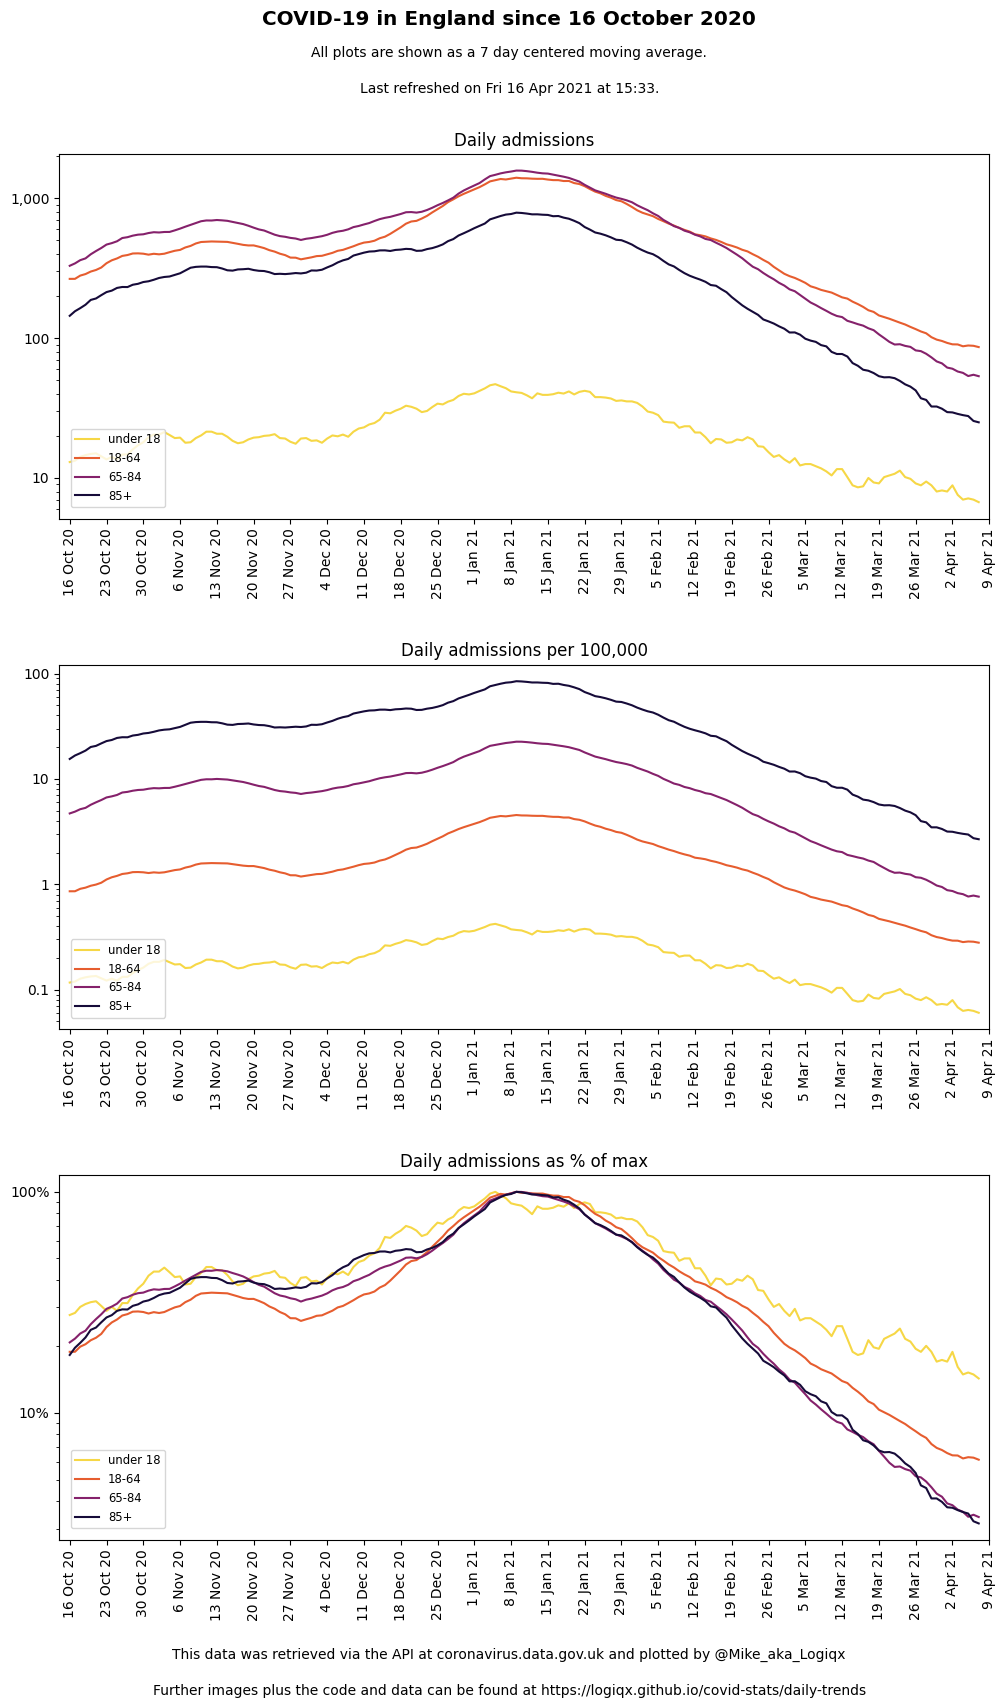 COVID-19 in England since 16 October 2020
All plots are shown as a 7 day centered moving average.
Last refreshed on Fri 16 Apr 2021 at 15:33.
Daily admissions
1,000
100
10
under 18
18-64
65-84
85+
16 Oct 20
23 Oct 20
30 Oct 20
6 Nov 20
13 Nov 20
20 Nov 20
27 Nov 20
4 Dec 20
11 Dec 20
18 Dec 20
25 Dec 20
1 Jan 21
8 Jan 21
15 Jan 21
22 Jan 21
29 Jan 21
5 Feb 21
12 Feb 21
19 Feb 21
26 Feb 21
5 Mar 21
12 Mar 21
19 Mar 21
26 Mar 21
2 Apr 21
9 Apr 21
Daily admissions per 100,000
100
10
1
0.1
under 18
18-64
65-84
85+
16 Oct 20
23 Oct 20
30 Oct 20
6 Nov 20
13 Nov 20
20 Nov 20
27 Nov 20
4 Dec 20
11 Dec 20
18 Dec 20
25 Dec 20
1 Jan 21
8 Jan 21
15 Jan 21
22 Jan 21
29 Jan 21
5 Feb 21
12 Feb 21
19 Feb 21
26 Feb 21
5 Mar 21
12 Mar 21
19 Mar 21
26 Mar 21
2 Apr 21
9 Apr 21
Daily admissions as % of max
100%
10%
under 18
18-64
65-84
85+
16 Oct 20
23 Oct 20
30 Oct 20
6 Nov 20
13 Nov 20
20 Nov 20
27 Nov 20
4 Dec 20
11 Dec 20
18 Dec 20
25 Dec 20
1 Jan 21
8 Jan 21
15 Jan 21
22 Jan 21
29 Jan 21
5 Feb 21
12 Feb 21
19 Feb 21
26 Feb 21
5 Mar 21
12 Mar 21
19 Mar 21
26 Mar 21
2 Apr 21
9 Apr 21
This data was retrieved via the API at coronavirus.data.gov.uk and plotted by @Mike_aka_Logiqx
Further images plus the code and data can be found at https://logiqx.github.io/covid-stats/daily-trends